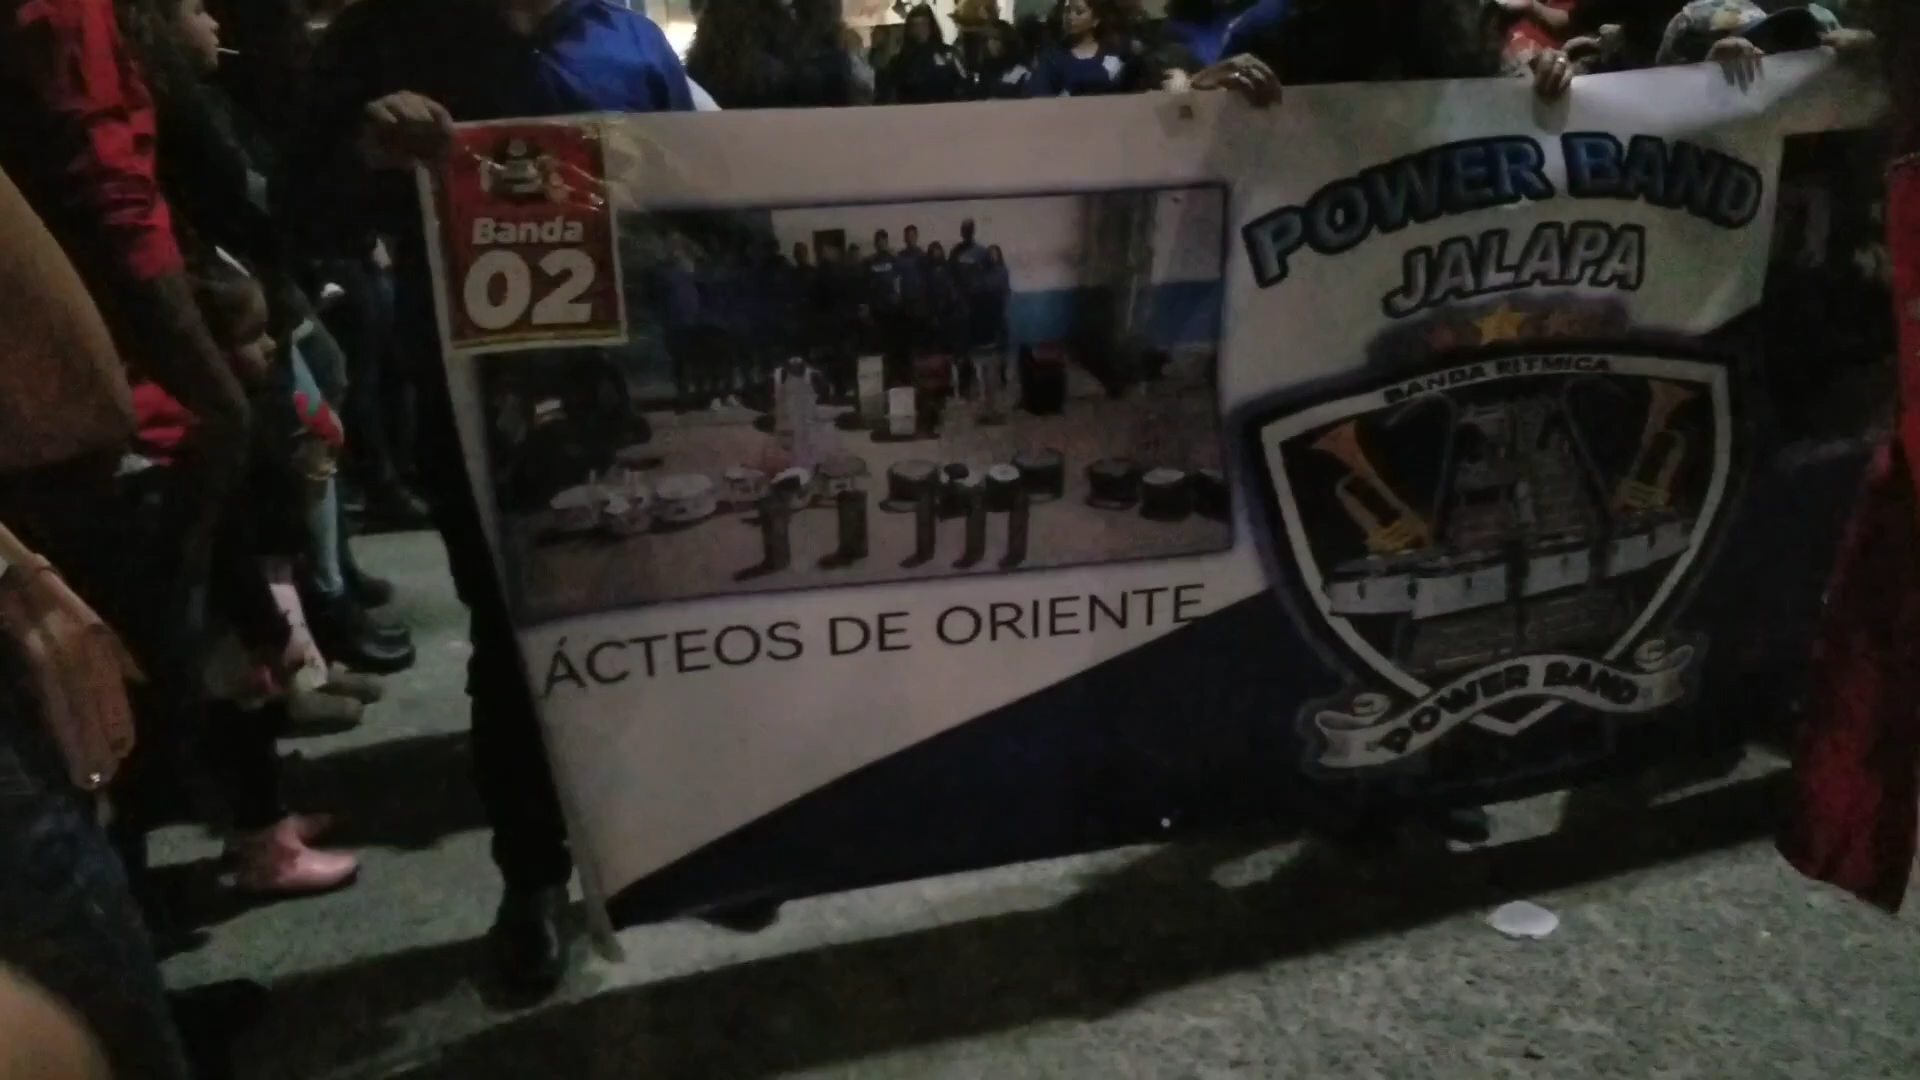 Banda
02
POWER BAND
JALAPA
BANDA RITMICA
POWER BAND
ÁCTEOS DE ORIENTE